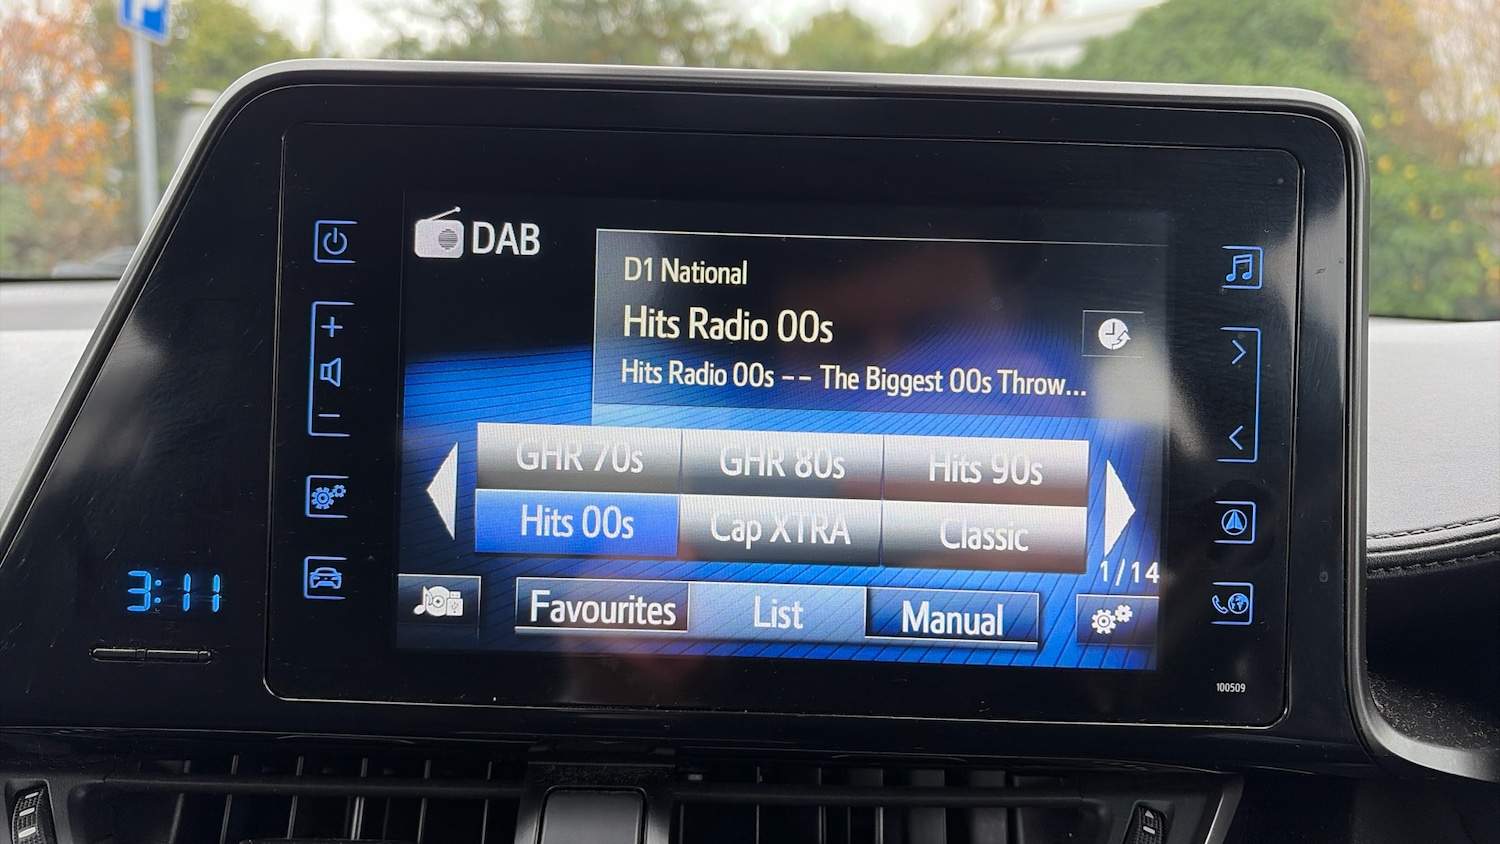 P
DAB
D1 National
Hits Radio 00s
Hits Radio 00s -- The Biggest 00s Throw...
GHR 70s GHR 80s Hits 90s
Hits 00s Cap XTRA Classic
1/14
Favourites List Manual
3:11
100509